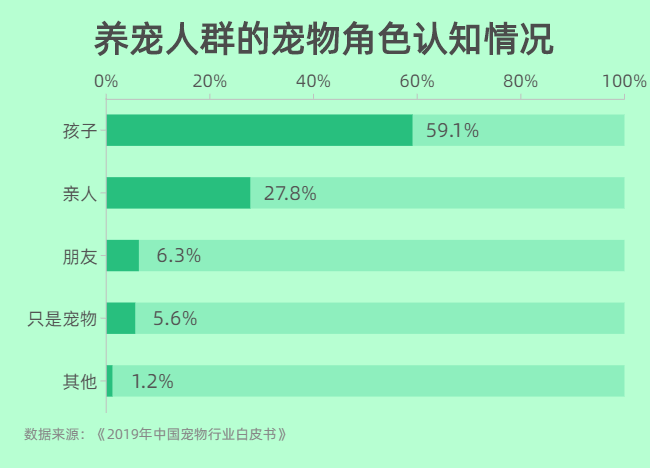 养宠人群的宠物角色认知情况
0% 20% 40% 60% 80% 100%
孩子 59.1%
亲人 27.8%
朋友 6.3%
只是宠物 5.6%
其他 1.2%
数据来源：《2019年中国宠物行业白皮书》